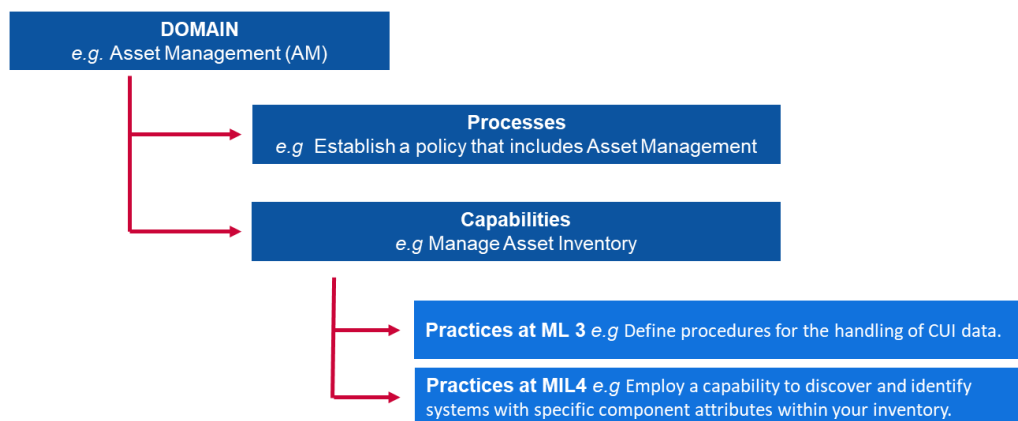 DOMAIN
e.g. Asset Management (AM)
Processes
e.g Establish a policy that includes Asset Management
Capabilities
e.g Manage Asset Inventory
Practices at ML 3 e.g Define procedures for the handling of CUI data.
Practices at MIL4 e.g Employ a capability to discover and identify
systems with specific component attributes within your inventory.